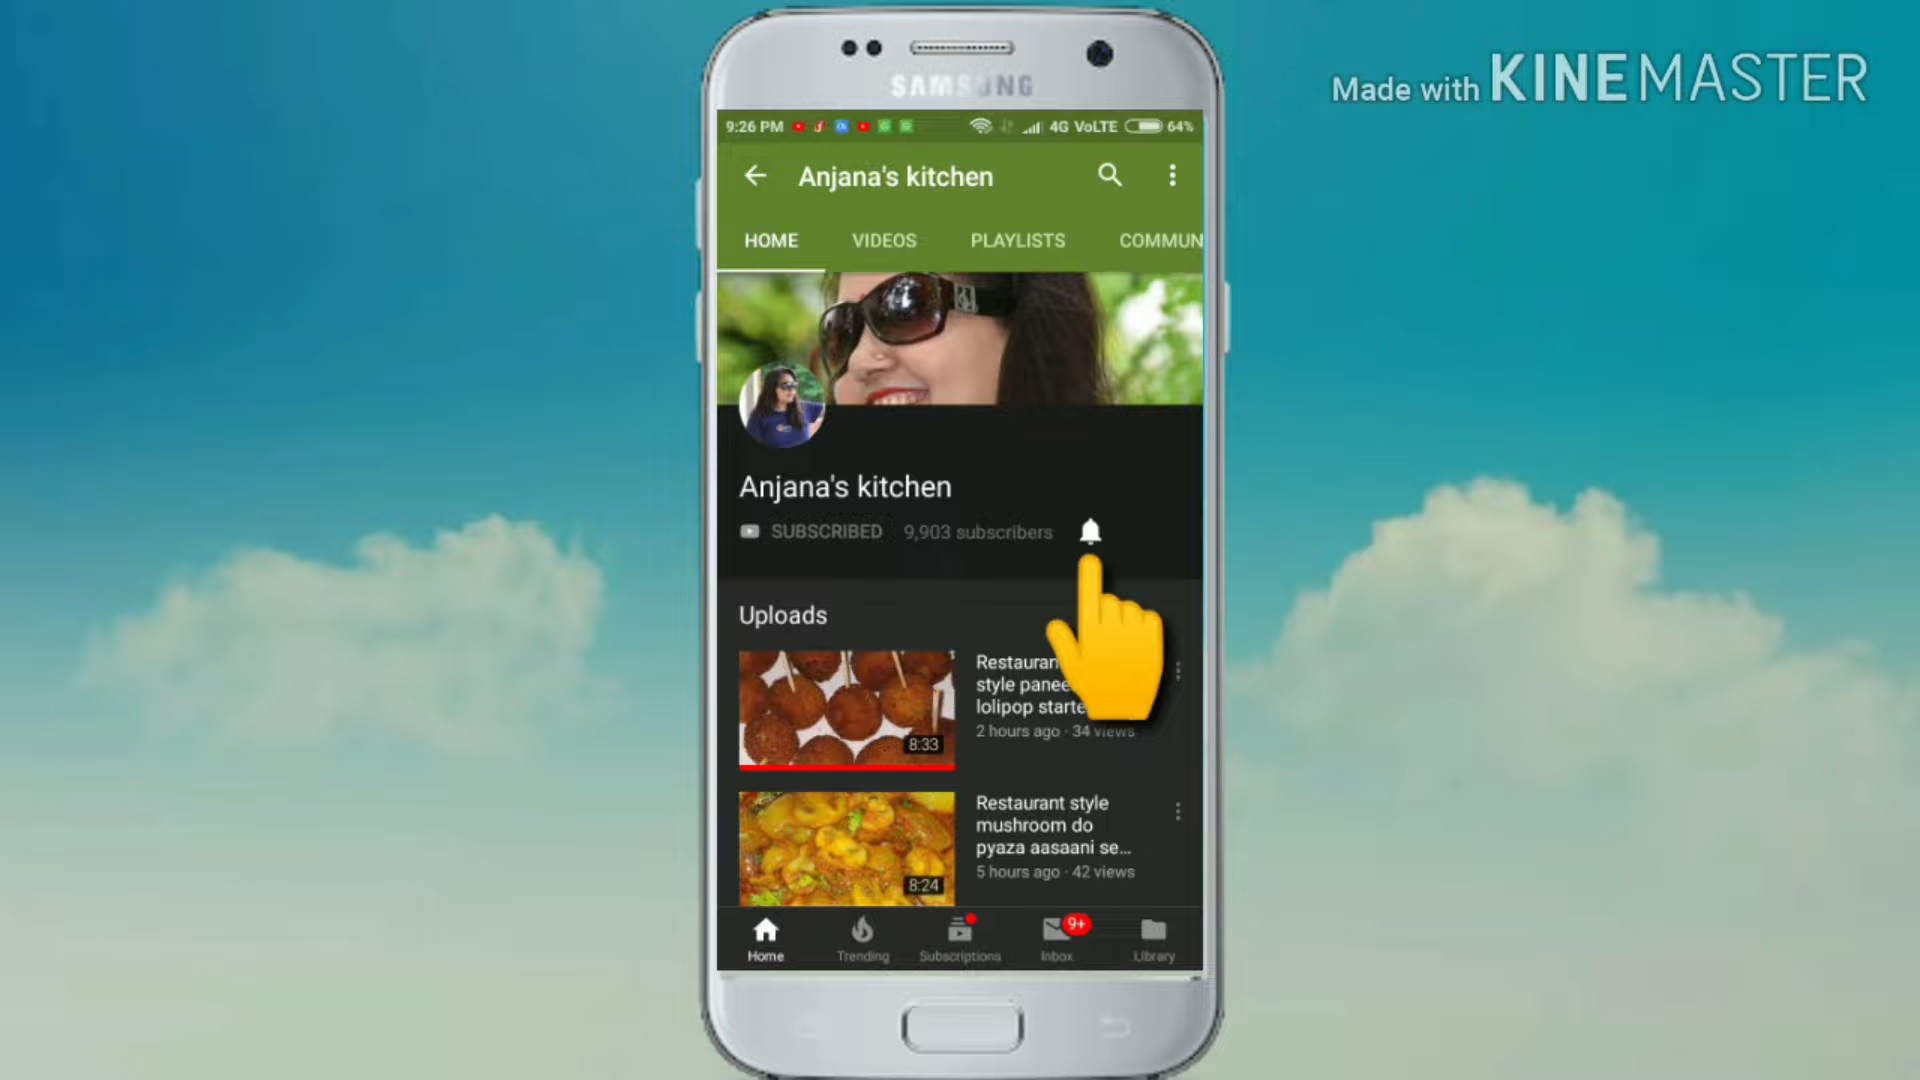 Made with KINEMASTER
SAMSUNG
9:26 PM 4G VoLTE 64%
Anjana's kitchen
HOME VIDEOS PLAYLISTS COMMUN
Anjana's kitchen
SUBSCRIBED 9,903 subscribers
Uploads
Restauran
style panee
lolipop starte
2 hours ago · 34 views
8:33
Restaurant style
mushroom do
pyaza aasaani se...
5 hours ago · 42 views
8:24
9+
Home Trending Subscriptions Inbox Library